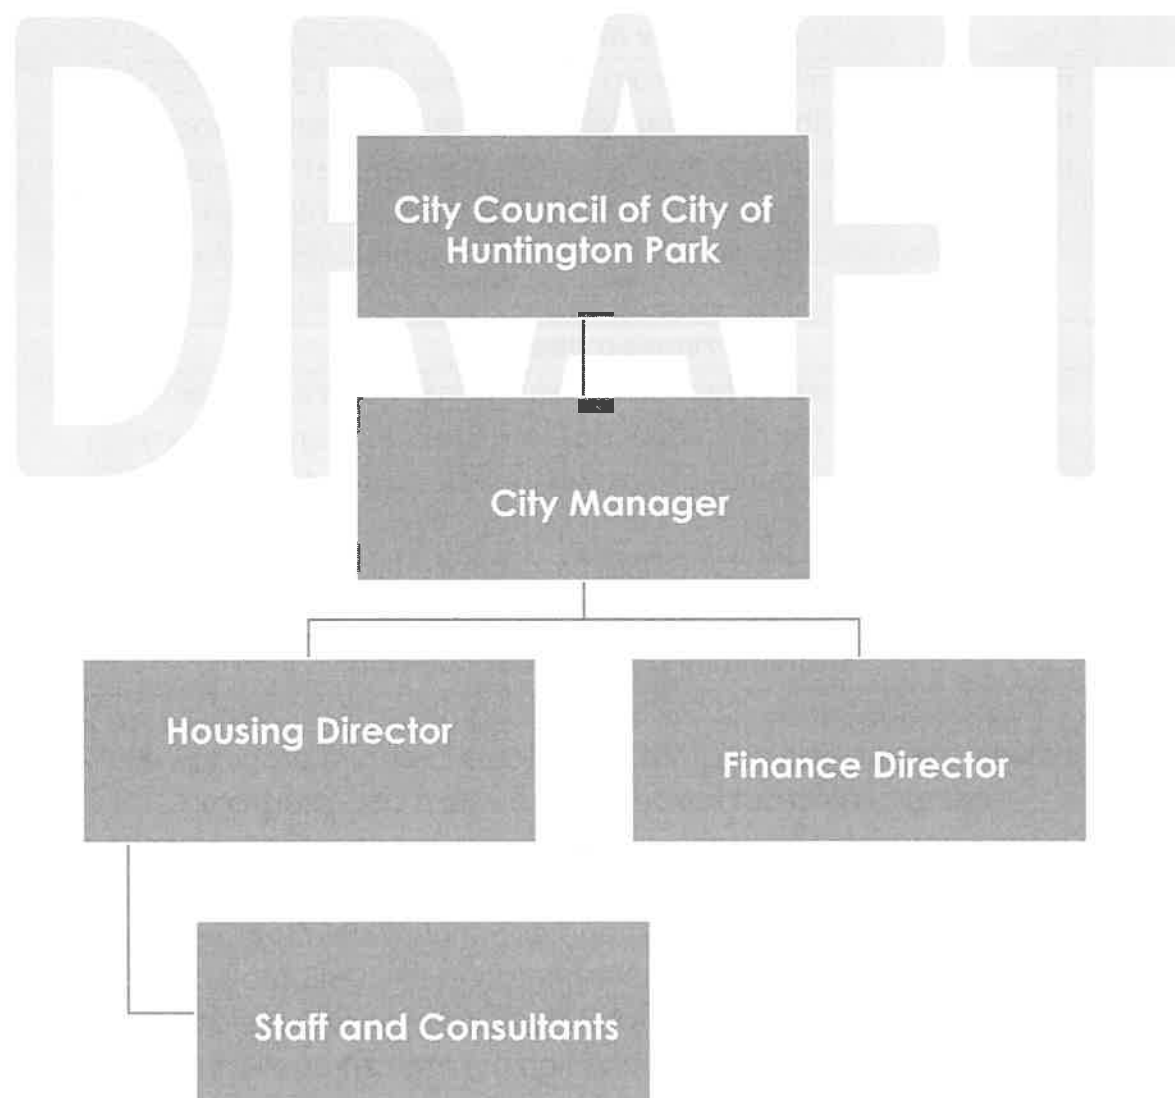 DRAFT
City Council of City of
Huntington Park
City Manager
Housing Director
Finance Director
Staff and Consultants